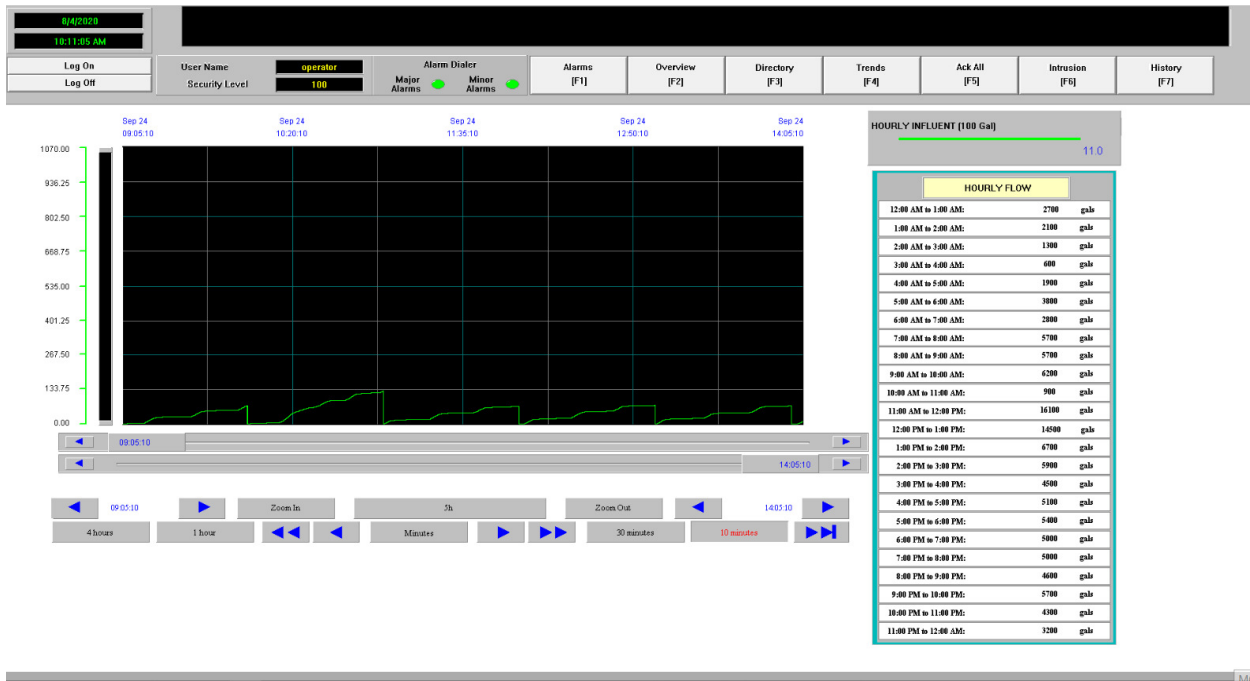 8/4/2020
10:11:05 AM
Log On
Log Off
User Name operator
Security Level 100
Alarm Dialer
Major Alarms Minor Alarms
Alarms [F1]
Overview [F2]
Directory [F3]
Trends [F4]
Ack All [F5]
Intrusion [F6]
History [F7]
Sep 24 Sep 24 Sep 24 Sep 24 Sep 24
09:05:10 10:20:10 11:35:10 12:50:10 14:05:10
1070.00
936.25
802.50
668.75
535.00
401.25
267.50
133.75
0.00
09:05:10
14:05:10
09:05:10 Zoom In 5h Zoom Out 14:05:10
4 hours 1 hour Minutes 30 minutes 10 minutes
HOURLY INFLUENT (100 Gal)
11.0
HOURLY FLOW
12:00 AM to 1:00 AM: 2700 gals
1:00 AM to 2:00 AM: 2100 gals
2:00 AM to 3:00 AM: 1300 gals
3:00 AM to 4:00 AM: 600 gals
4:00 AM to 5:00 AM: 1900 gals
5:00 AM to 6:00 AM: 3800 gals
6:00 AM to 7:00 AM: 2800 gals
7:00 AM to 8:00 AM: 5700 gals
8:00 AM to 9:00 AM: 5700 gals
9:00 AM to 10:00 AM: 6200 gals
10:00 AM to 11:00 AM: 900 gals
11:00 AM to 12:00 PM: 16100 gals
12:00 PM to 1:00 PM: 14500 gals
1:00 PM to 2:00 PM: 6700 gals
2:00 PM to 3:00 PM: 5900 gals
3:00 PM to 4:00 PM: 4500 gals
4:00 PM to 5:00 PM: 5100 gals
5:00 PM to 6:00 PM: 5400 gals
6:00 PM to 7:00 PM: 5000 gals
7:00 PM to 8:00 PM: 5000 gals
8:00 PM to 9:00 PM: 4600 gals
9:00 PM to 10:00 PM: 5700 gals
10:00 PM to 11:00 PM: 4300 gals
11:00 PM to 12:00 AM: 3200 gals